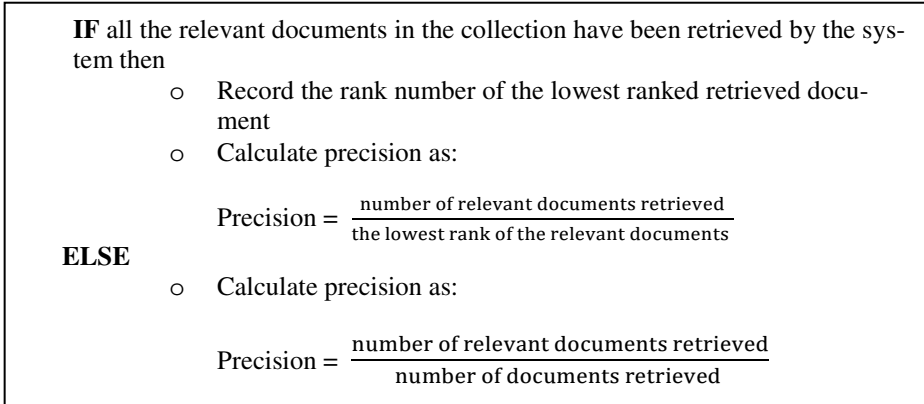 IF all the relevant documents in the collection have been retrieved by the sys-
tem then
o Record the rank number of the lowest ranked retrieved docu-
ment
o Calculate precision as:
Precision = number of relevant documents retrieved
the lowest rank of the relevant documents
ELSE
o Calculate precision as:
Precision = number of relevant documents retrieved
number of documents retrieved